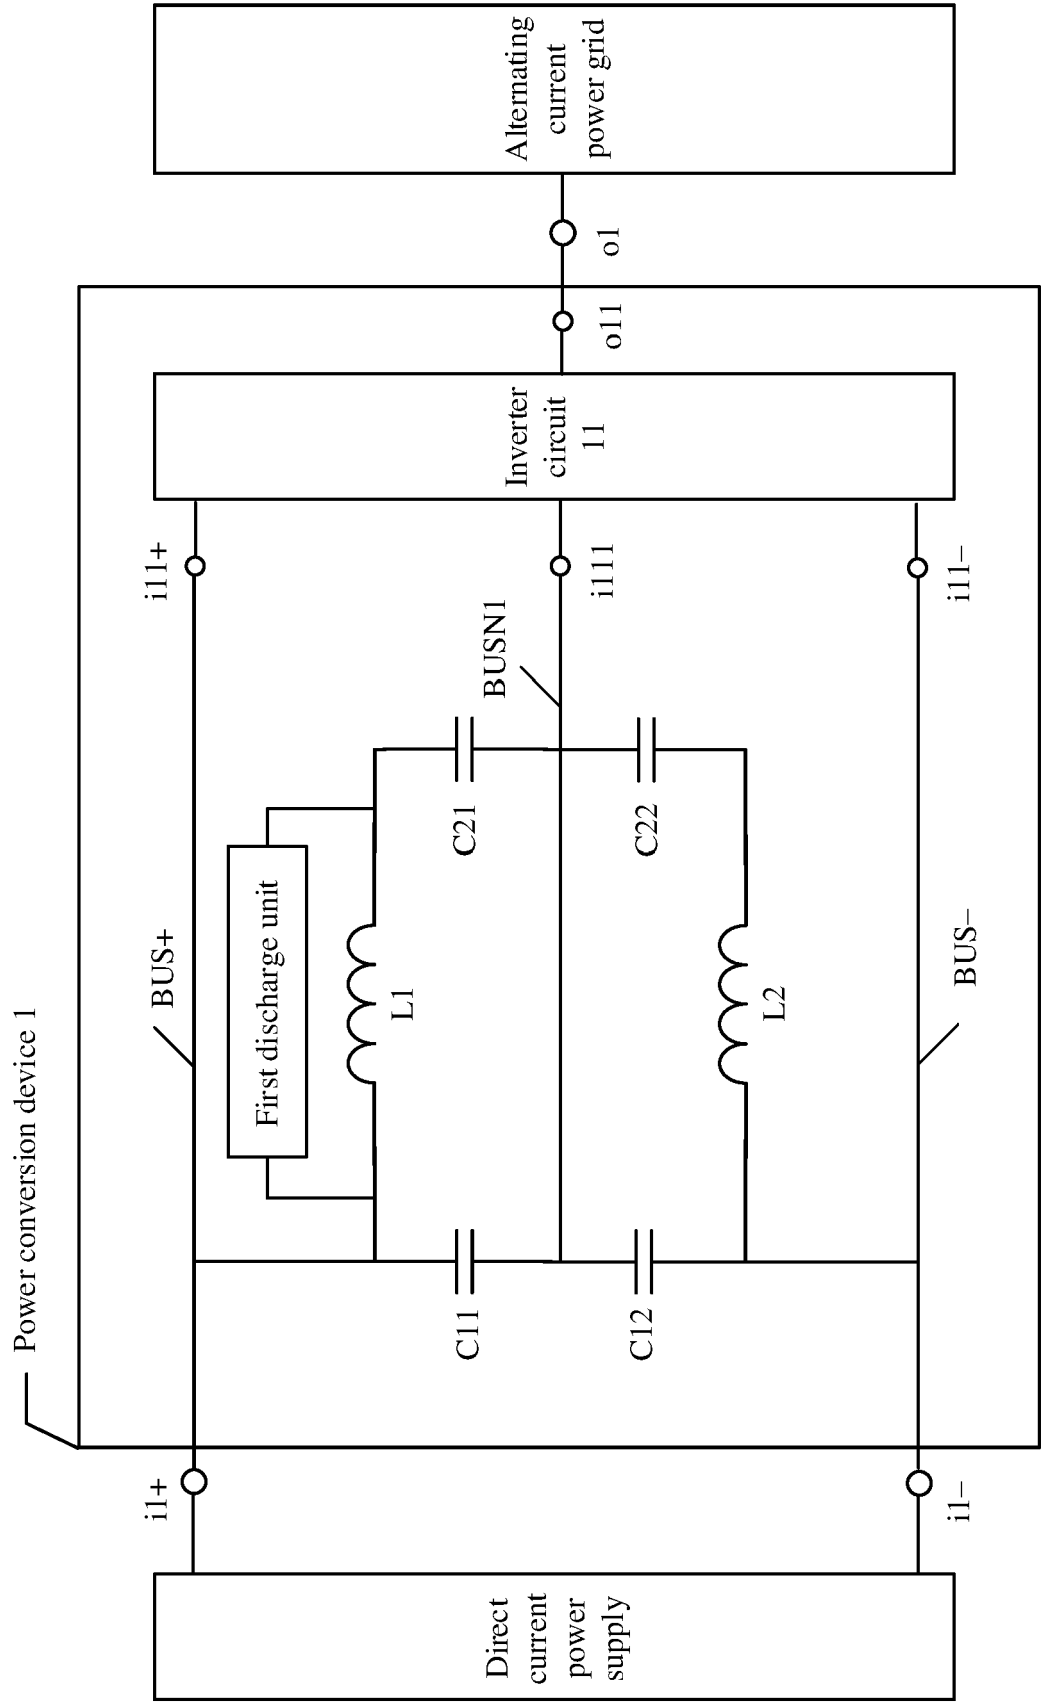 Power conversion device 1
Direct
current
power
supply
i1+
i1−
BUS+
First discharge unit
L1
C11
C21
BUSN1
C12
C22
L2
BUS−
i11+
i111
i11−
Inverter
circuit
11
o11
o1
Alternating
current
power grid